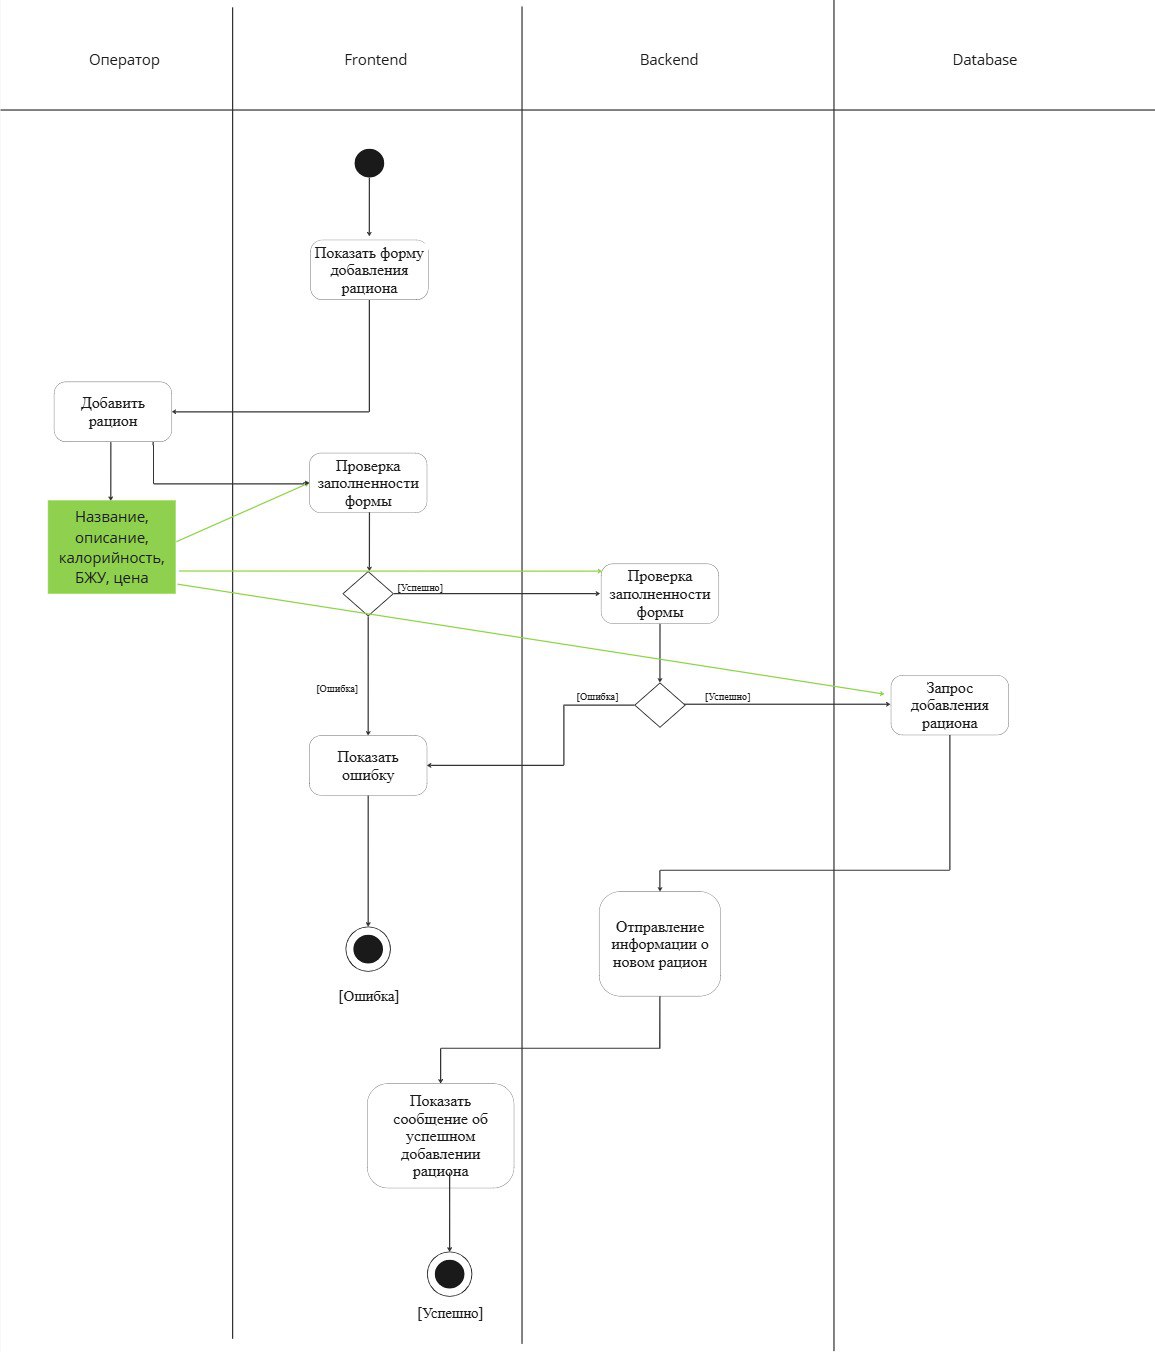 Оператор
Frontend
Backend
Database
Показать форму
добавления
рациона
Добавить
рацион
Проверка
заполненности
формы
Название,
описание,
калорийность,
БЖУ, цена
[Успешно]
Проверка
заполненности
формы
[Ошибка]
[Ошибка]
[Успешно]
Запрос
добавления
рациона
Показать
ошибку
Отправление
информации о
новом рацион
[Ошибка]
Показать
сообщение об
успешном
добавлении
рациона
[Успешно]